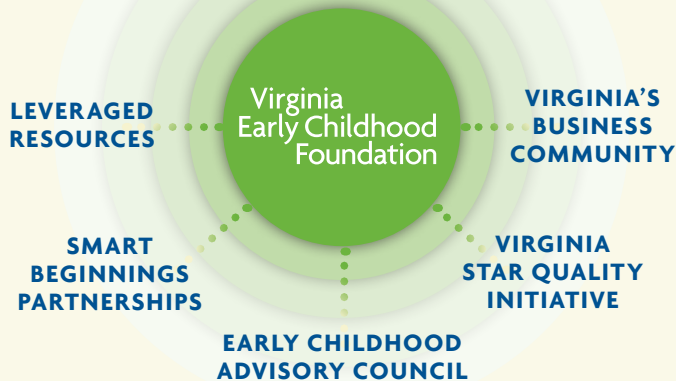 Virginia
Early Childhood
Foundation
LEVERAGED
RESOURCES
VIRGINIA'S
BUSINESS
COMMUNITY
SMART
BEGINNINGS
PARTNERSHIPS
VIRGINIA
STAR QUALITY
INITIATIVE
EARLY CHILDHOOD
ADVISORY COUNCIL